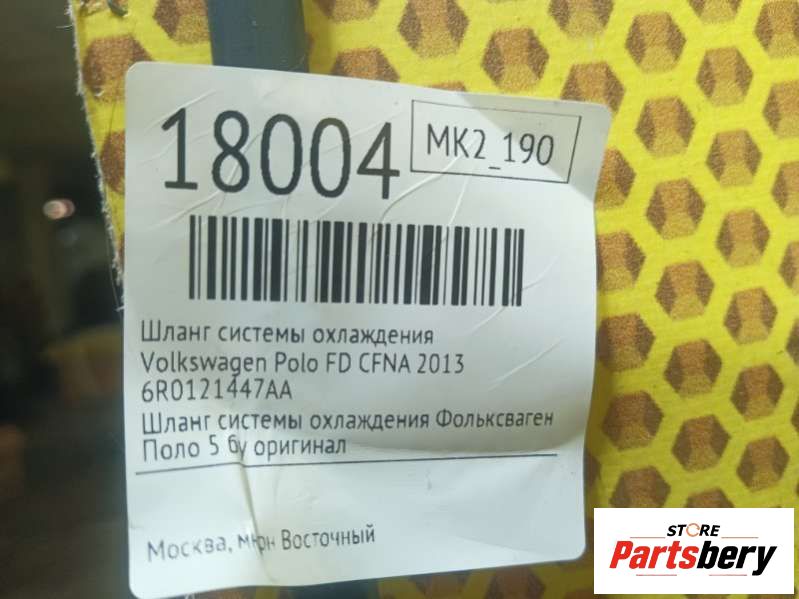 18004
МК2_190
Шланг системы охлаждения
Volkswagen Polo FD CFNA 2013
6R0121447AA
Шланг системы охлаждения Фольксваген
Поло 5 бу оригинал
Москва, мкрн Восточный
STORE
Partsbery